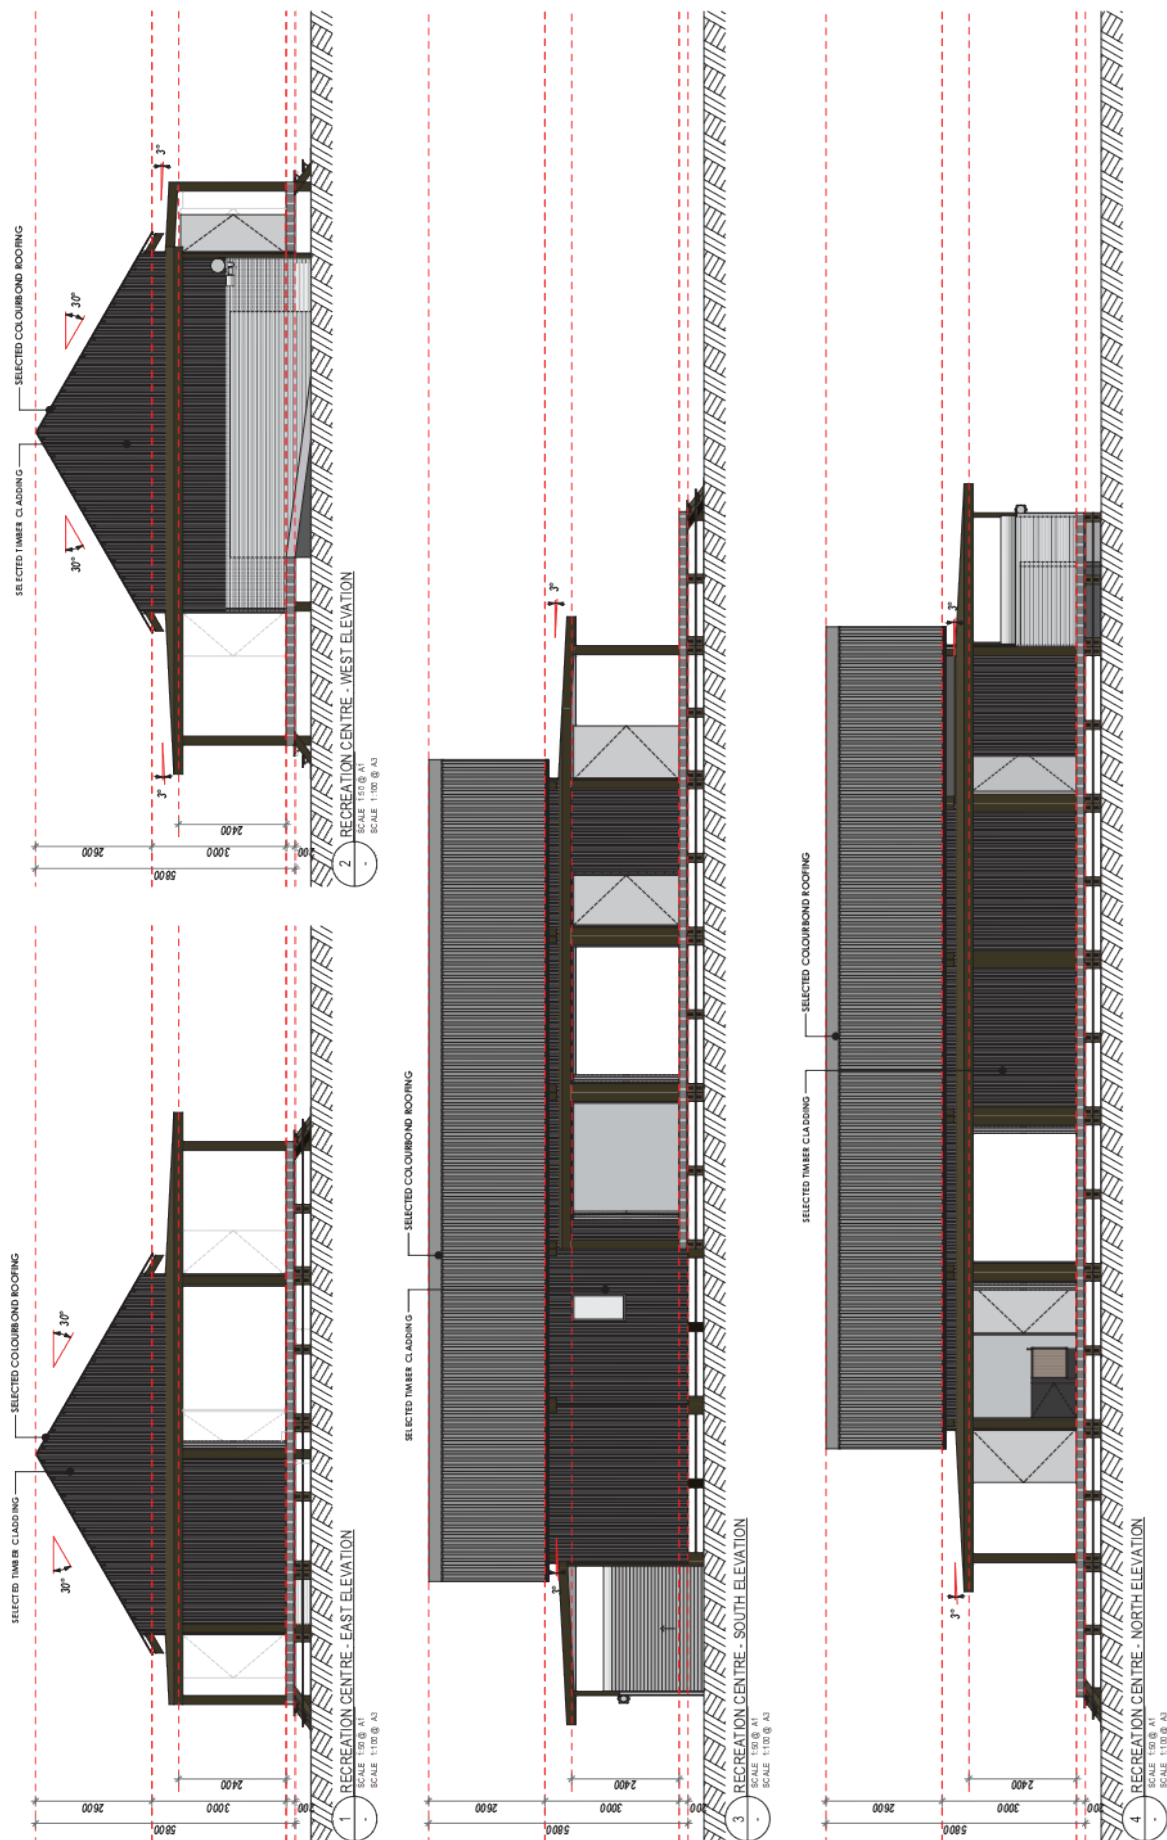 SELECTED TIMBER CLADDING
SELECTED COLOURBOND ROOFING
30°
30°
5800
2600
3000
200
2400
1
-
RECREATION CENTRE - EAST ELEVATION
SCALE 1:50 @ A1
SCALE 1:100 @ A3
SELECTED TIMBER CLADDING
SELECTED COLOURBOND ROOFING
30°
30°
3°
3°
5800
2600
3000
200
2400
2
-
RECREATION CENTRE - WEST ELEVATION
SCALE 1:50 @ A1
SCALE 1:100 @ A3
SELECTED TIMBER CLADDING
SELECTED COLOURBOND ROOFING
3°
3°
5800
2600
3000
200
2400
3
-
RECREATION CENTRE - SOUTH ELEVATION
SCALE 1:50 @ A1
SCALE 1:100 @ A3
SELECTED TIMBER CLADDING
SELECTED COLOURBOND ROOFING
3°
3°
5800
2600
3000
200
2400
4
-
RECREATION CENTRE - NORTH ELEVATION
SCALE 1:50 @ A1
SCALE 1:100 @ A3